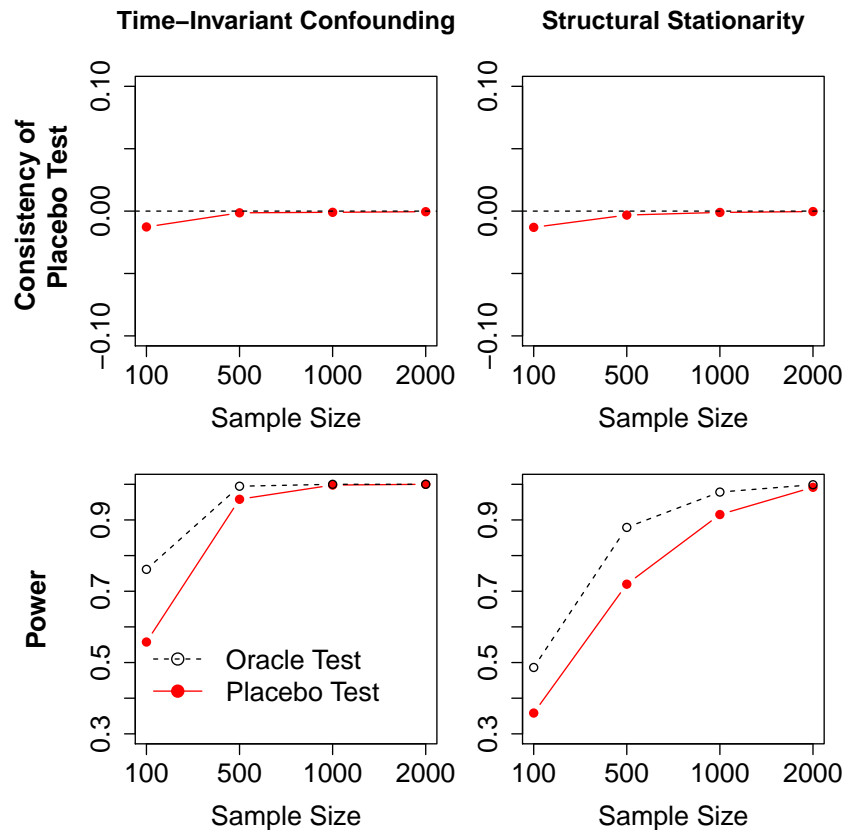 Time−Invariant Confounding
Structural Stationarity
Consistency of
Placebo Test
0.10
0.00
−0.10
100 500 1000 2000
Sample Size
0.10
0.00
−0.10
100 500 1000 2000
Sample Size
Power
0.9
0.7
0.5
0.3
Oracle Test
Placebo Test
100 500 1000 2000
Sample Size
0.9
0.7
0.5
0.3
100 500 1000 2000
Sample Size